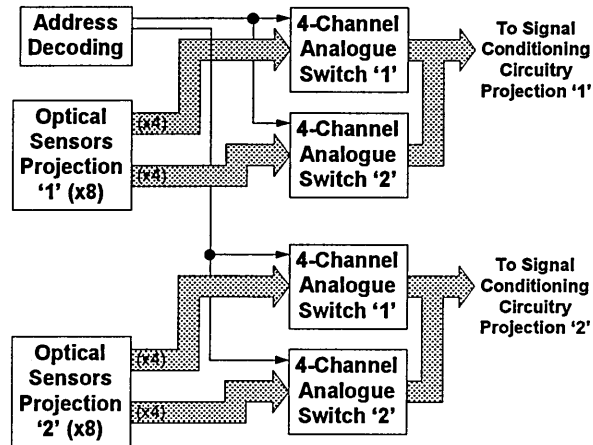 Address
Decoding
4-Channel
Analogue
Switch ‘1’
To Signal
Conditioning
Circuitry
Projection ‘1’
Optical
Sensors
Projection
‘1’ (x8)
(x4)
(x4)
4-Channel
Analogue
Switch ‘2’
4-Channel
Analogue
Switch ‘1’
To Signal
Conditioning
Circuitry
Projection ‘2’
Optical
Sensors
Projection
‘2’ (x8)
(x4)
(x4)
4-Channel
Analogue
Switch ‘2’